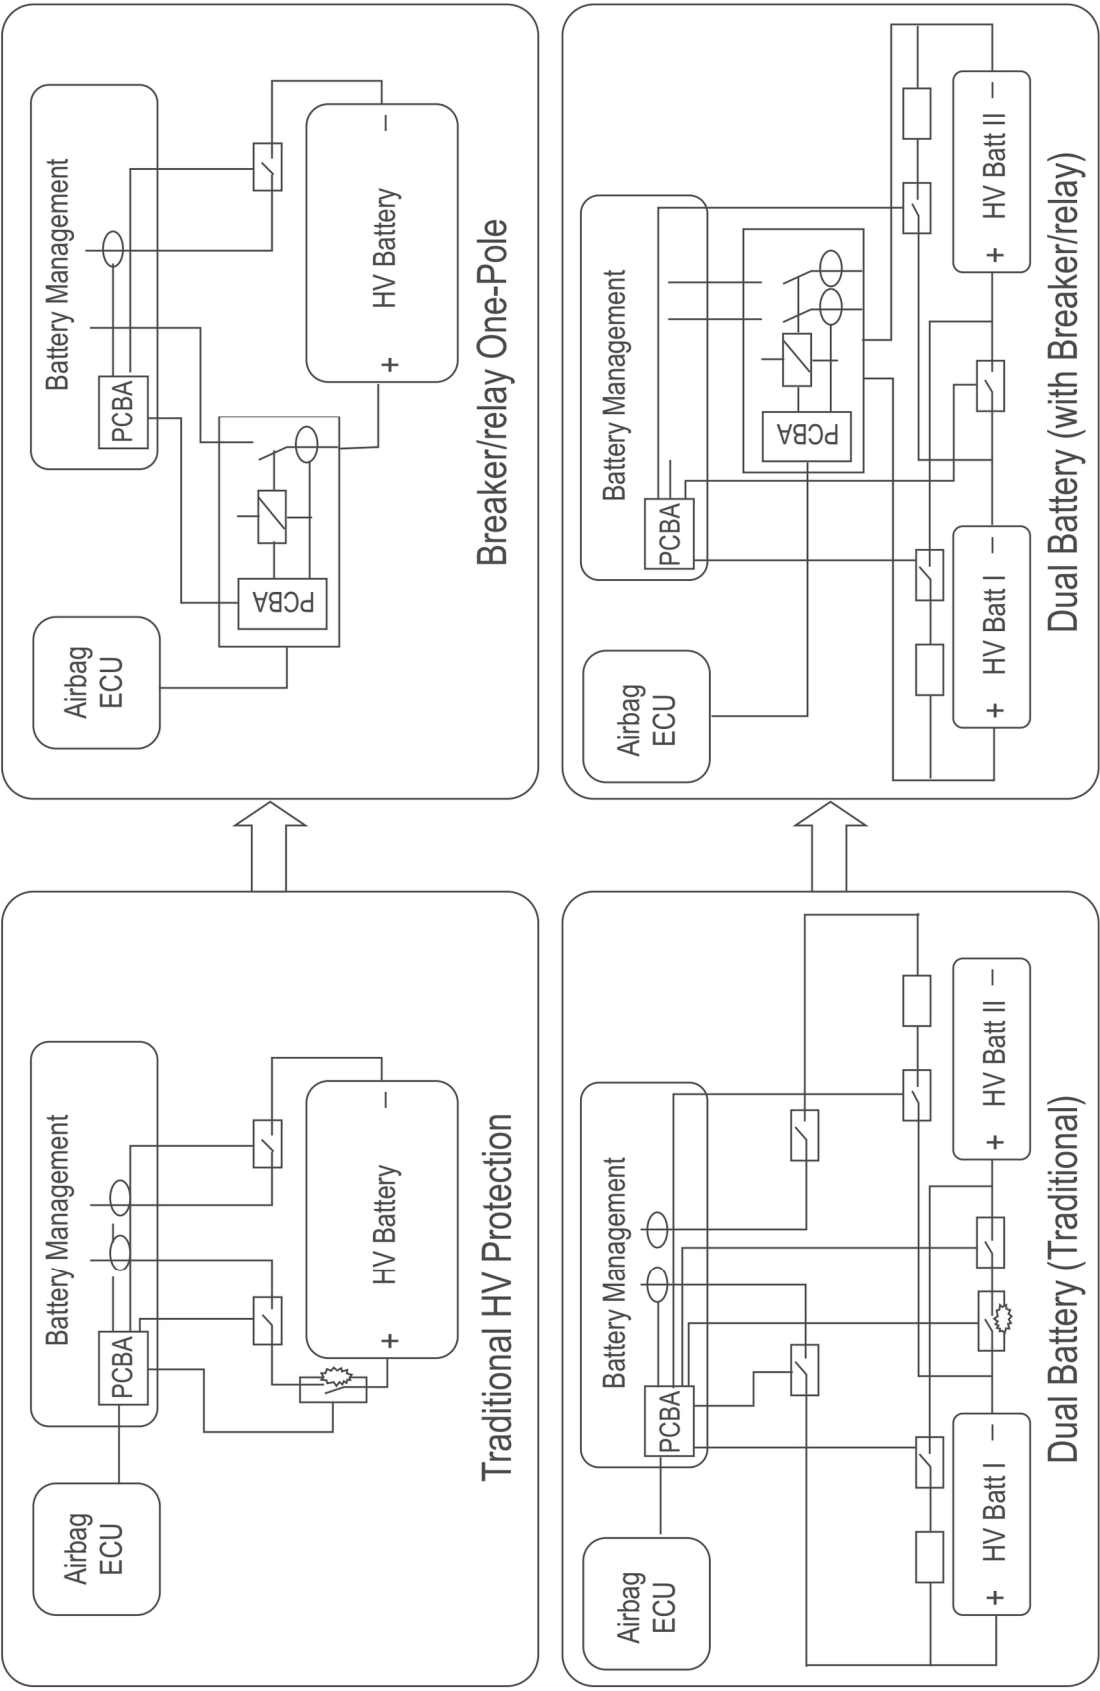 Airbag
ECU
Battery Management
PCBA
HV Battery
+
−
Traditional HV Protection
Airbag
ECU
Battery Management
PCBA
PCBA
HV Battery
+
−
Breaker/relay One-Pole
Airbag
ECU
Battery Management
PCBA
+ HV Batt I −
+ HV Batt II −
Dual Battery (Traditional)
Airbag
ECU
Battery Management
PCBA
PCBA
+ HV Batt I −
+ HV Batt II −
Dual Battery (with Breaker/relay)